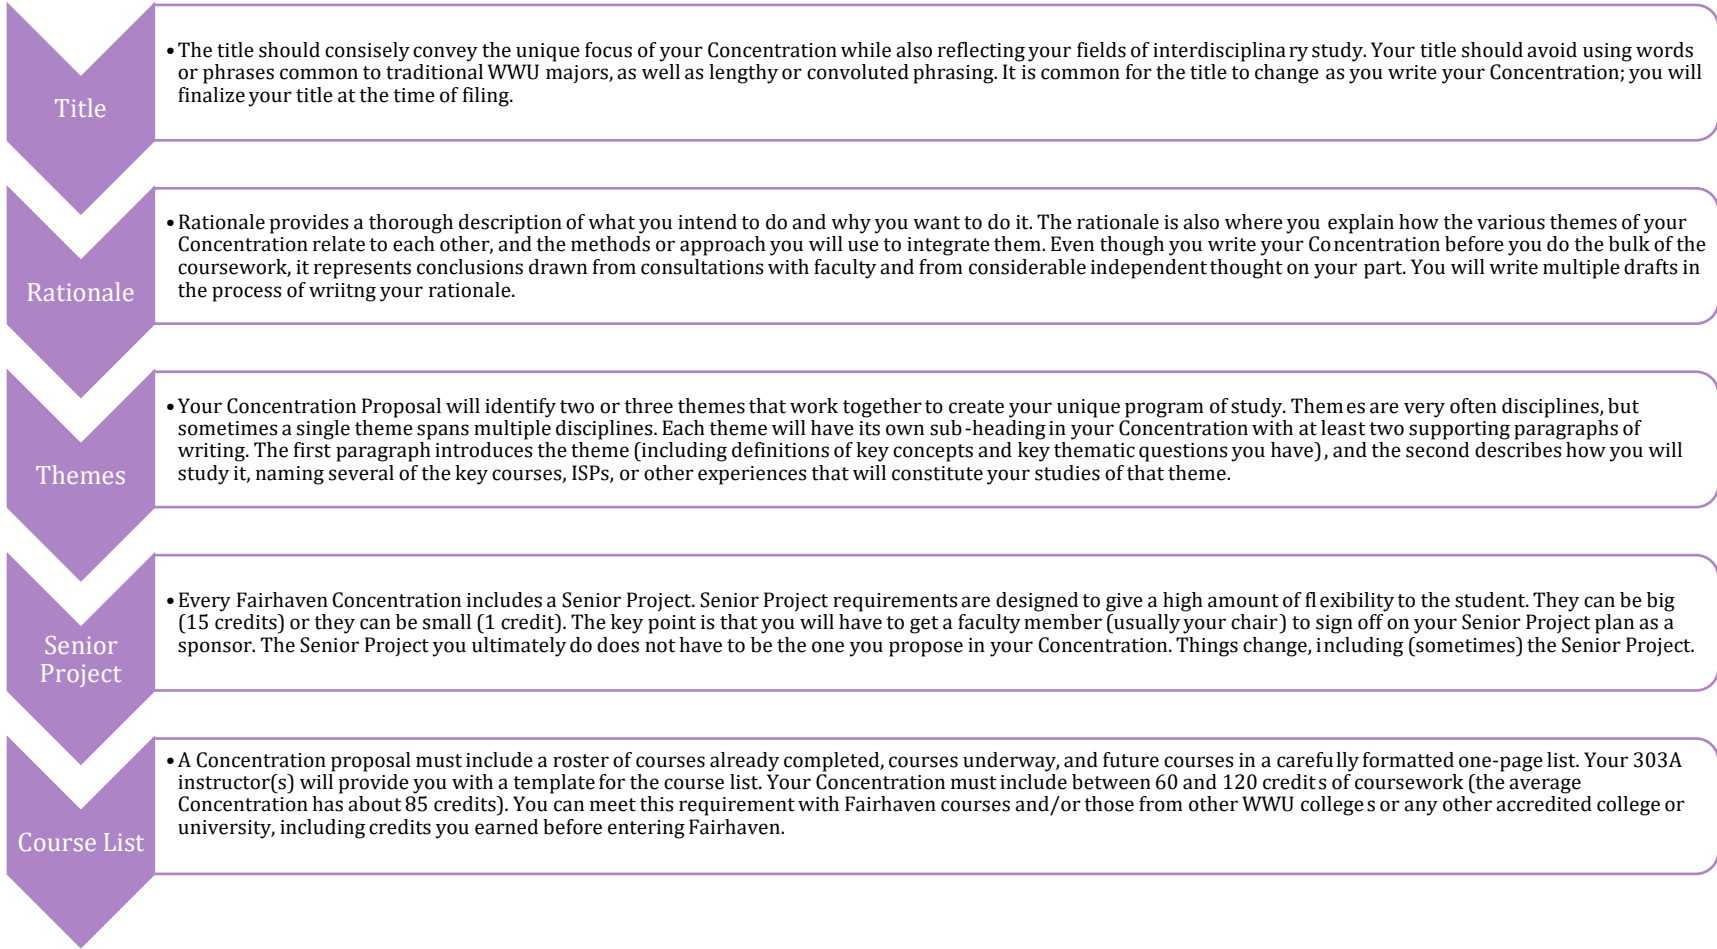 Title
• The title should consisely convey the unique focus of your Concentration while also reflecting your fields of interdisciplinary study. Your title should avoid using words
or phrases common to traditional WWU majors, as well as lengthy or convoluted phrasing. It is common for the title to change as you write your Concentration; you will
finalize your title at the time of filing.
Rationale
• Rationale provides a thorough description of what you intend to do and why you want to do it. The rationale is also where you explain how the various themes of your
Concentration relate to each other, and the methods or approach you will use to integrate them. Even though you write your Concentration before you do the bulk of the
coursework, it represents conclusions drawn from consultations with faculty and from considerable independent thought on your part. You will write multiple drafts in
the process of wriitng your rationale.
Themes
• Your Concentration Proposal will identify two or three themes that work together to create your unique program of study. Themes are very often disciplines, but
sometimes a single theme spans multiple disciplines. Each theme will have its own sub-heading in your Concentration with at least two supporting paragraphs of
writing. The first paragraph introduces the theme (including definitions of key concepts and key thematic questions you have), and the second describes how you will
study it, naming several of the key courses, ISPs, or other experiences that will constitute your studies of that theme.
Senior
Project
• Every Fairhaven Concentration includes a Senior Project. Senior Project requirements are designed to give a high amount of flexibility to the student. They can be big
(15 credits) or they can be small (1 credit). The key point is that you will have to get a faculty member (usually your chair) to sign off on your Senior Project plan as a
sponsor. The Senior Project you ultimately do does not have to be the one you propose in your Concentration. Things change, including (sometimes) the Senior Project.
Course List
• A Concentration proposal must include a roster of courses already completed, courses underway, and future courses in a carefully formatted one-page list. Your 303A
instructor(s) will provide you with a template for the course list. Your Concentration must include between 60 and 120 credits of coursework (the average
Concentration has about 85 credits). You can meet this requirement with Fairhaven courses and/or those from other WWU colleges or any other accredited college or
university, including credits you earned before entering Fairhaven.